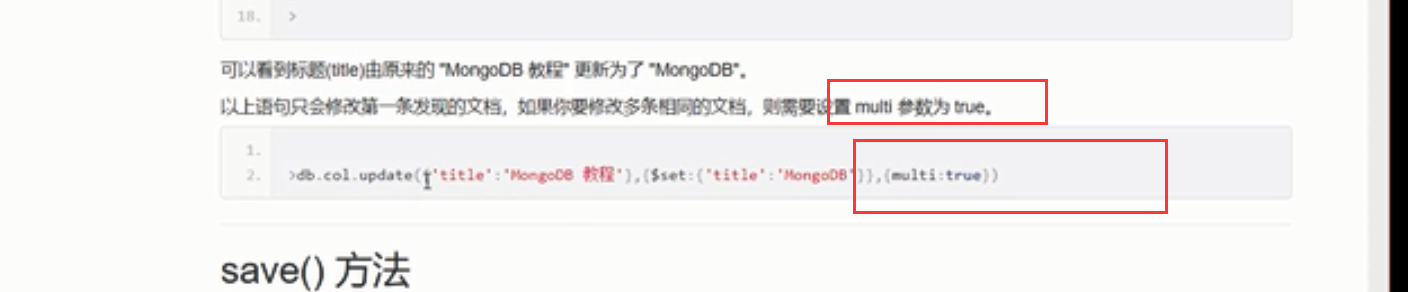 18. >
可以看到标题(title)由原来的 "MongoDB 教程" 更新为了 "MongoDB"。
以上语句只会修改第一条发现的文档，如果你要修改多条相同的文档，则需要设置 multi 参数为 true。
1.
2. >db.col.update({'title':'MongoDB 教程'},{$set:{'title':'MongoDB'}},{multi:true})
save() 方法